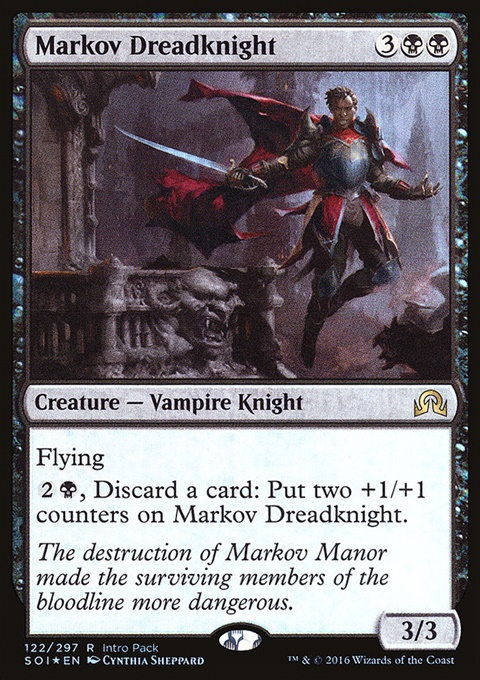 Markov Dreadknight 3
Creature — Vampire Knight
Flying
2, Discard a card: Put two +1/+1
counters on Markov Dreadknight.
The destruction of Markov Manor
made the surviving members of the
bloodline more dangerous.
3/3
122/297 R Intro Pack
SOI★EN Cynthia Sheppard
™ & © 2016 Wizards of the Coast